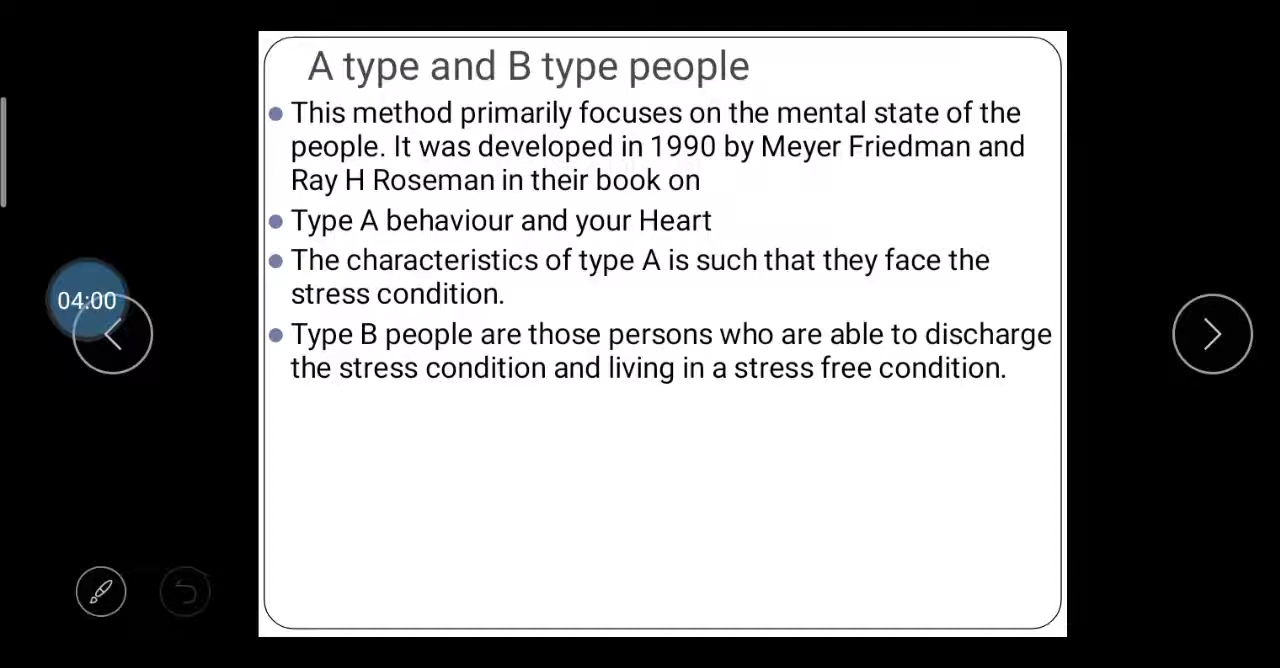 A type and B type people
This method primarily focuses on the mental state of the
people. It was developed in 1990 by Meyer Friedman and
Ray H Roseman in their book on
Type A behaviour and your Heart
The characteristics of type A is such that they face the
stress condition.
Type B people are those persons who are able to discharge
the stress condition and living in a stress free condition.
04:00